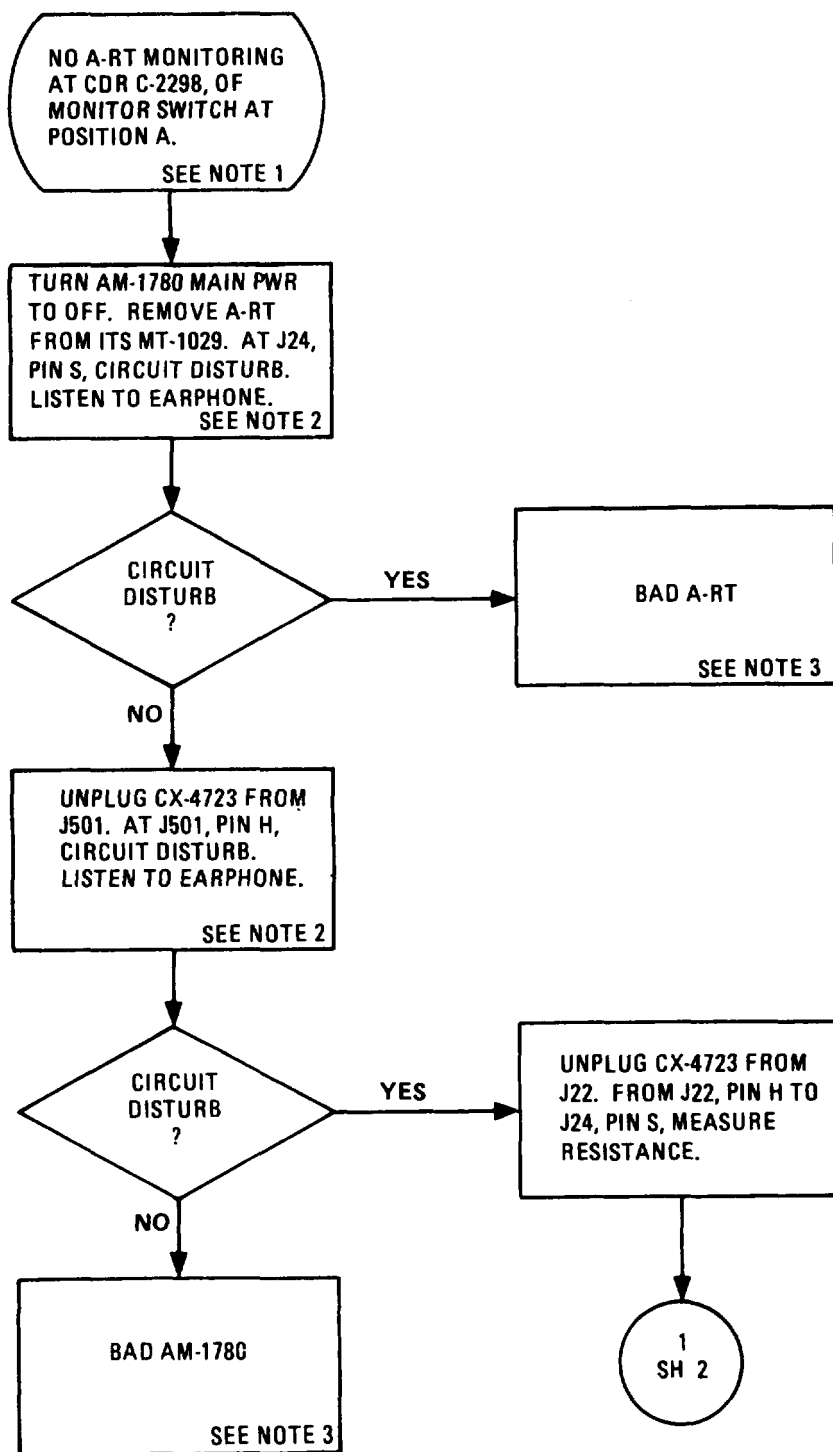 NO A-RT MONITORING
AT CDR C-2298, OF
MONITOR SWITCH AT
POSITION A.
SEE NOTE 1
TURN AM-1780 MAIN PWR
TO OFF. REMOVE A-RT
FROM ITS MT-1029. AT J24,
PIN S, CIRCUIT DISTURB.
LISTEN TO EARPHONE.
SEE NOTE 2
CIRCUIT
DISTURB
?
YES
BAD A-RT
SEE NOTE 3
NO
UNPLUG CX-4723 FROM
J501. AT J501, PIN H,
CIRCUIT DISTURB.
LISTEN TO EARPHONE.
SEE NOTE 2
CIRCUIT
DISTURB
?
YES
UNPLUG CX-4723 FROM
J22. FROM J22, PIN H TO
J24, PIN S, MEASURE
RESISTANCE.
NO
BAD AM-1780
SEE NOTE 3
1
SH 2